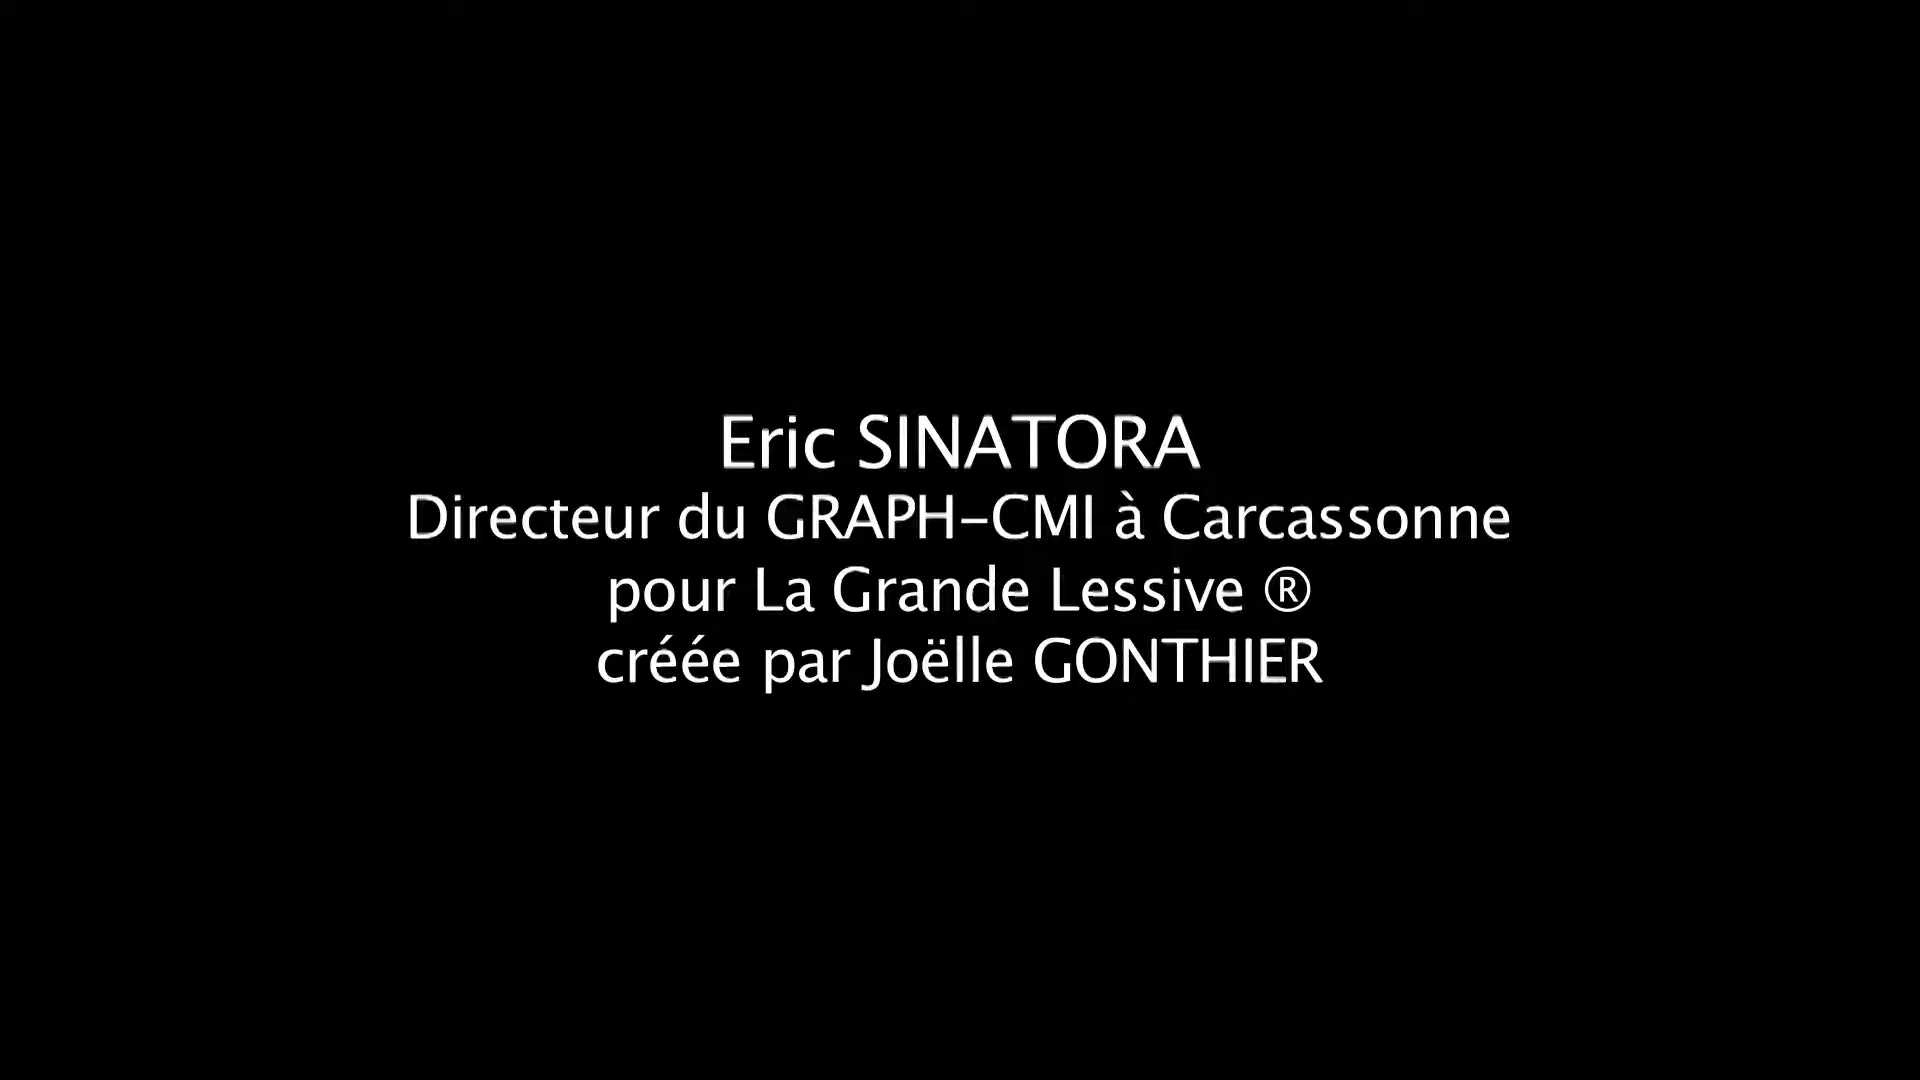 Eric SINATORA
Directeur du GRAPH-CMI à Carcassonne
pour La Grande Lessive ®
créée par Joëlle GONTHIER